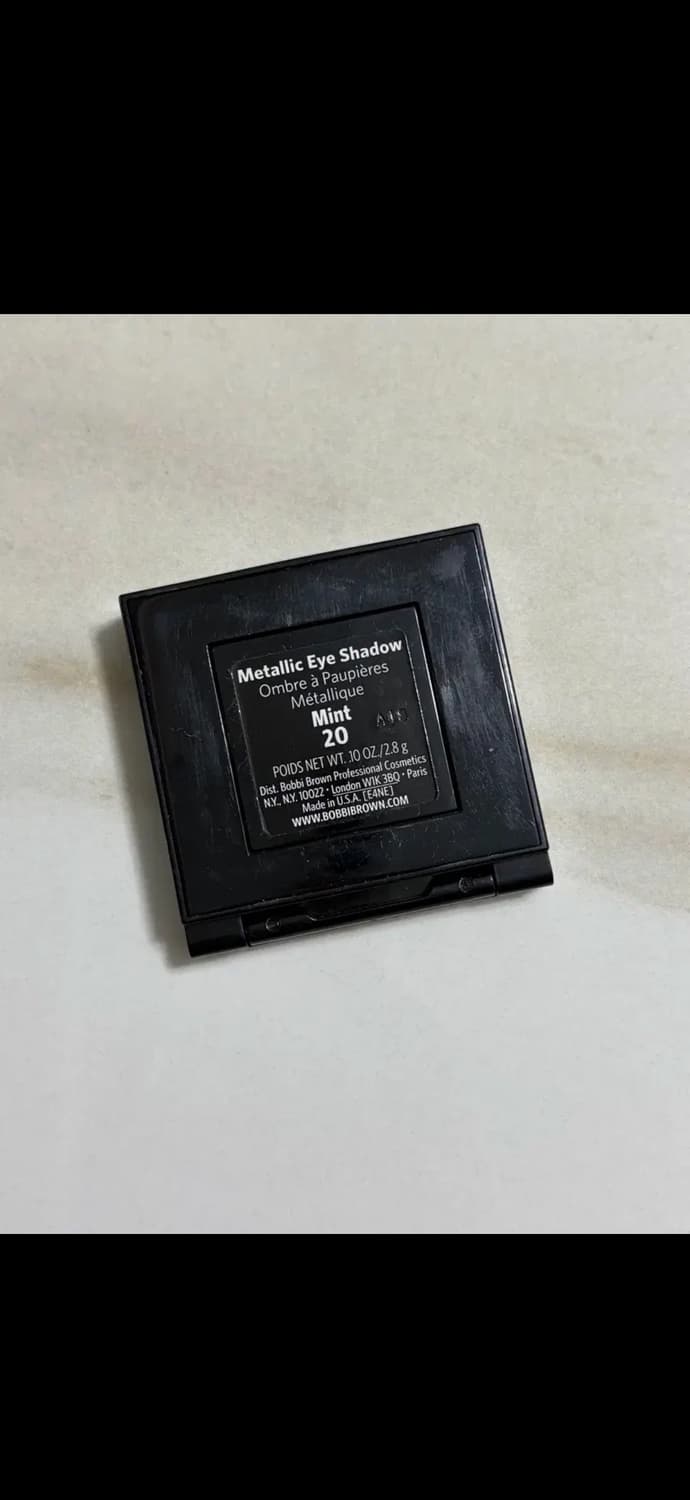 Metallic Eye Shadow
Ombre à Paupières
Métallique
Mint
20
POIDS NET WT. .10 OZ./2.8 g
Dist. Bobbi Brown Professional Cosmetics
N.Y., N.Y. 10022 • London W1K 3BQ • Paris
Made in U.S.A. [E4NE]
WWW.BOBBIBROWN.COM